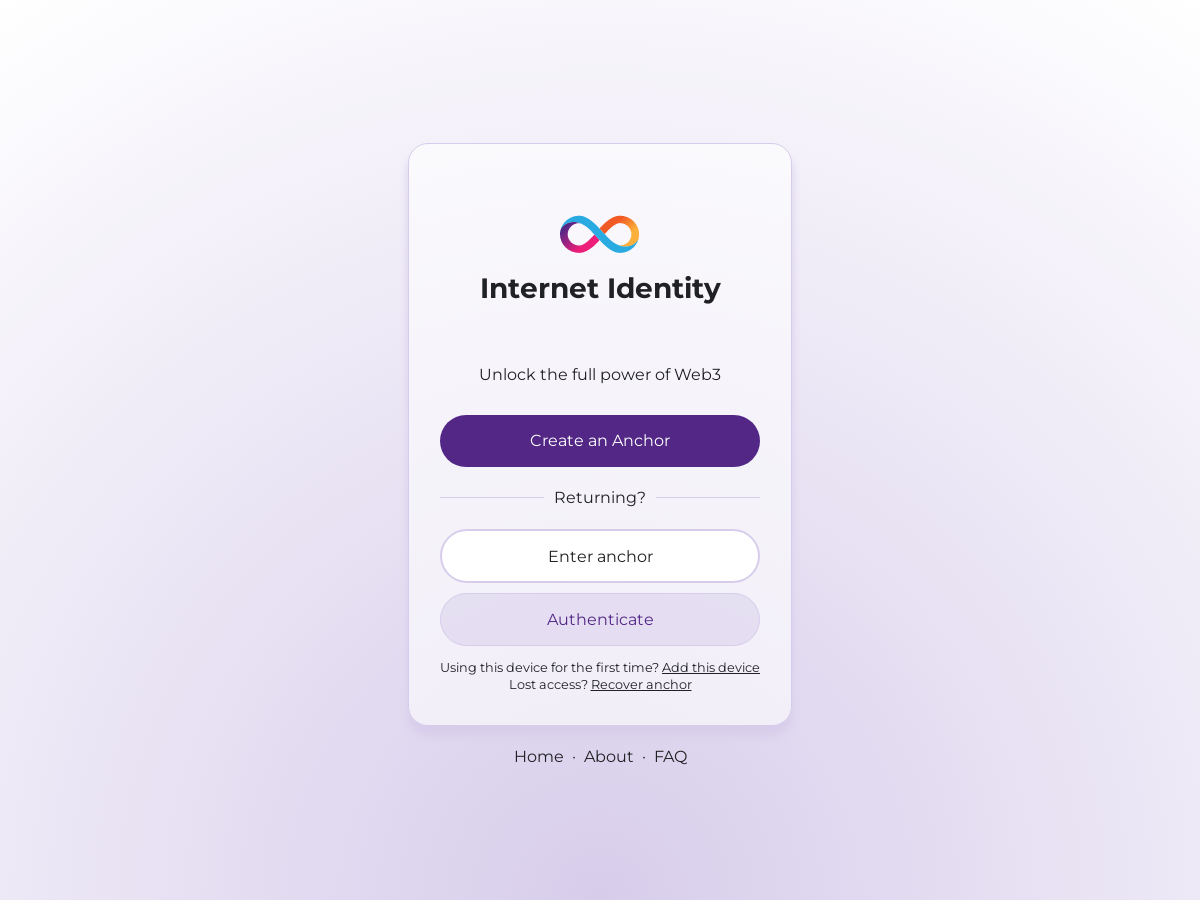 Internet Identity
Unlock the full power of Web3
Create an Anchor
Returning?
Enter anchor
Authenticate
Using this device for the first time? Add this device
Lost access? Recover anchor
Home · About · FAQ